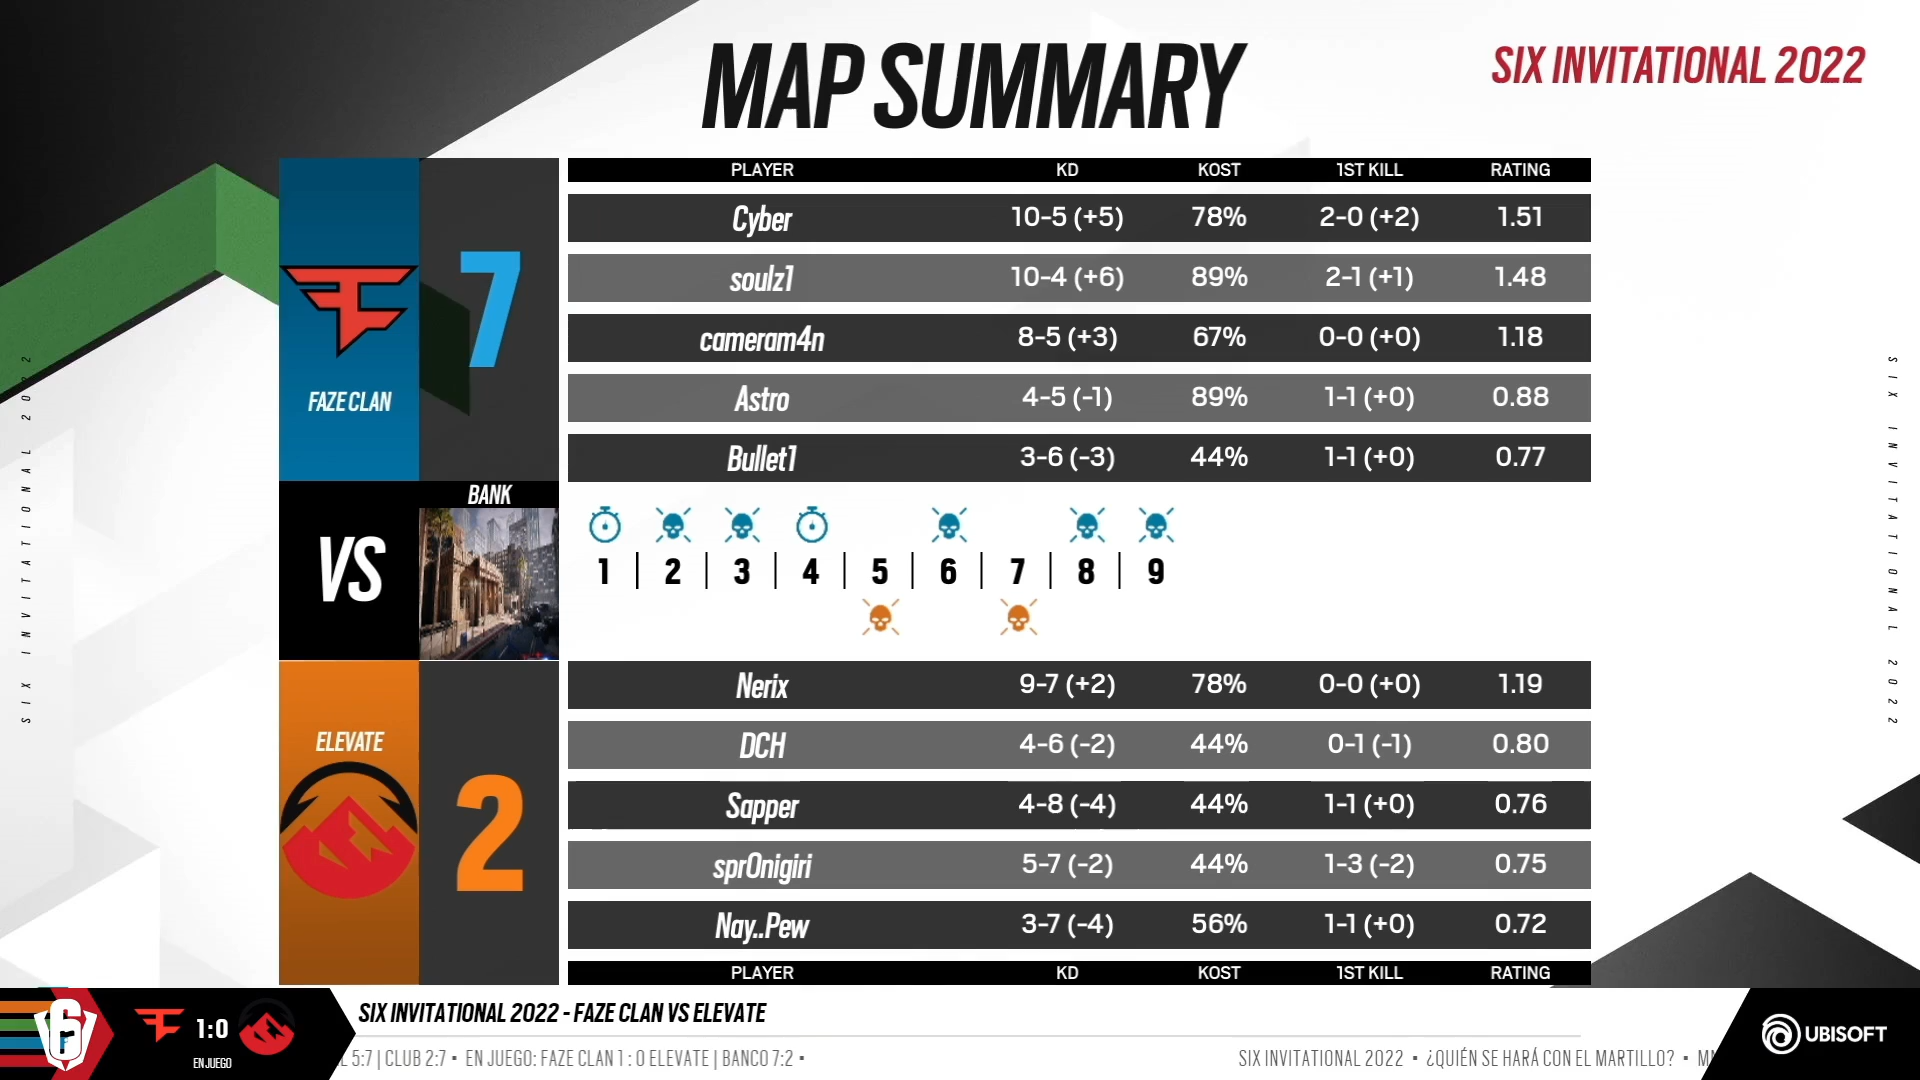 MAP SUMMARY
SIX INVITATIONAL 2022
PLAYER KD KOST 1ST KILL RATING
Cyber 10-5 (+5) 78% 2-0 (+2) 1.51
soulz1 10-4 (+6) 89% 2-1 (+1) 1.48
cameram4n 8-5 (+3) 67% 0-0 (+0) 1.18
Astro 4-5 (-1) 89% 1-1 (+0) 0.88
Bullet1 3-6 (-3) 44% 1-1 (+0) 0.77
FAZE CLAN
7
SIX INVITATIONAL 2022
SIX INVITATIONAL 2022
VS
BANK
1 | 2 | 3 | 4 | 5 | 6 | 7 | 8 | 9
ELEVATE
2
Nerix 9-7 (+2) 78% 0-0 (+0) 1.19
DCH 4-6 (-2) 44% 0-1 (-1) 0.80
Sapper 4-8 (-4) 44% 1-1 (+0) 0.76
spr0nigiri 5-7 (-2) 44% 1-3 (-2) 0.75
Nay..Pew 3-7 (-4) 56% 1-1 (+0) 0.72
PLAYER KD KOST 1ST KILL RATING
6
1:0
EN JUEGO
SIX INVITATIONAL 2022 - FAZE CLAN VS ELEVATE
L 5:7 | CLUB 2:7 ▪ EN JUEGO: FAZE CLAN 1 : 0 ELEVATE | BANCO 7:2 ▪
SIX INVITATIONAL 2022 ▪ ¿QUIÉN SE HARÁ CON EL MARTILLO? ▪
UBISOFT